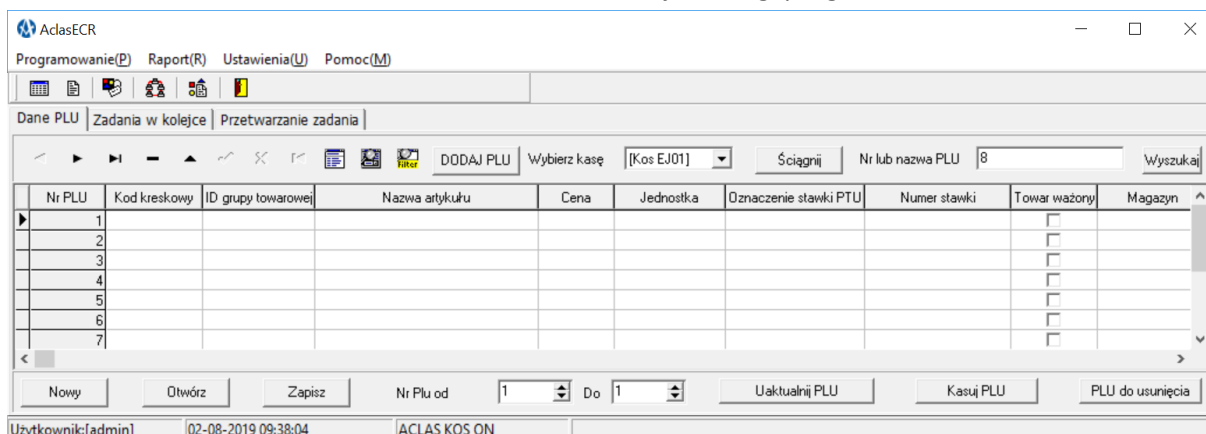 AclasECR
Programowanie(P) Raport(R) Ustawienia(U) Pomoc(M)
Dane PLU Zadania w kolejce Przetwarzanie zadania
Filter DODAJ PLU Wybierz kasę [Kos EJ01] Ściągnij Nr lub nazwa PLU 8 Wyszukaj
Nr PLU Kod kreskowy ID grupy towarowej Nazwa artykułu Cena Jednostka Oznaczenie stawki PTU Numer stawki Towar ważony Magazyn
1
2
3
4
5
6
7
Nowy Otwórz Zapisz Nr Plu od 1 Do 1 Uaktualnij PLU Kasuj PLU PLU do usunięcia
Użytkownik:[admin] 02-08-2019 09:38:04 ACLAS KOS ON